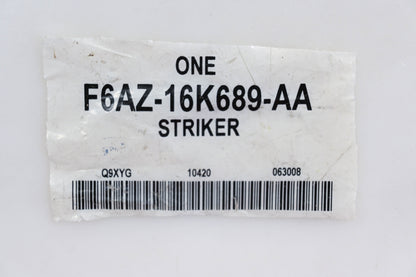 ONE
F6AZ-16K689-AA
STRIKER
Q9XYG 10420 063008